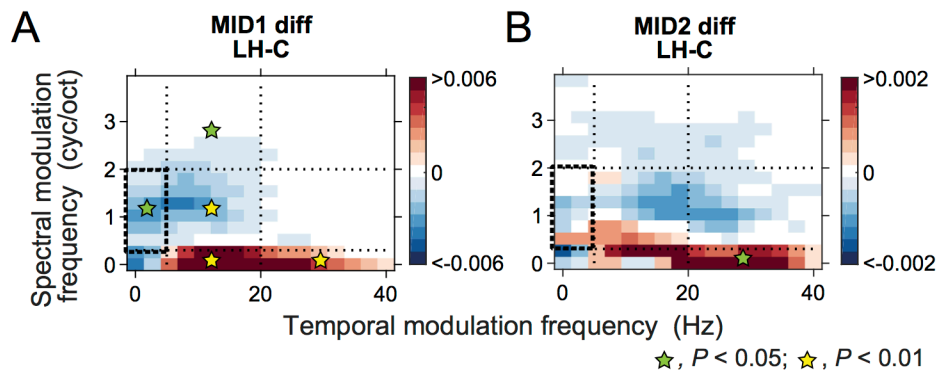 A
MID1 diff
LH-C
B
MID2 diff
LH-C
Spectral modulation
frequency (cyc/oct)
3
2
1
0
0
20
40
>0.006
0
<-0.006
3
2
1
0
0
20
40
>0.002
0
<-0.002
Temporal modulation frequency (Hz)
, P < 0.05; , P < 0.01